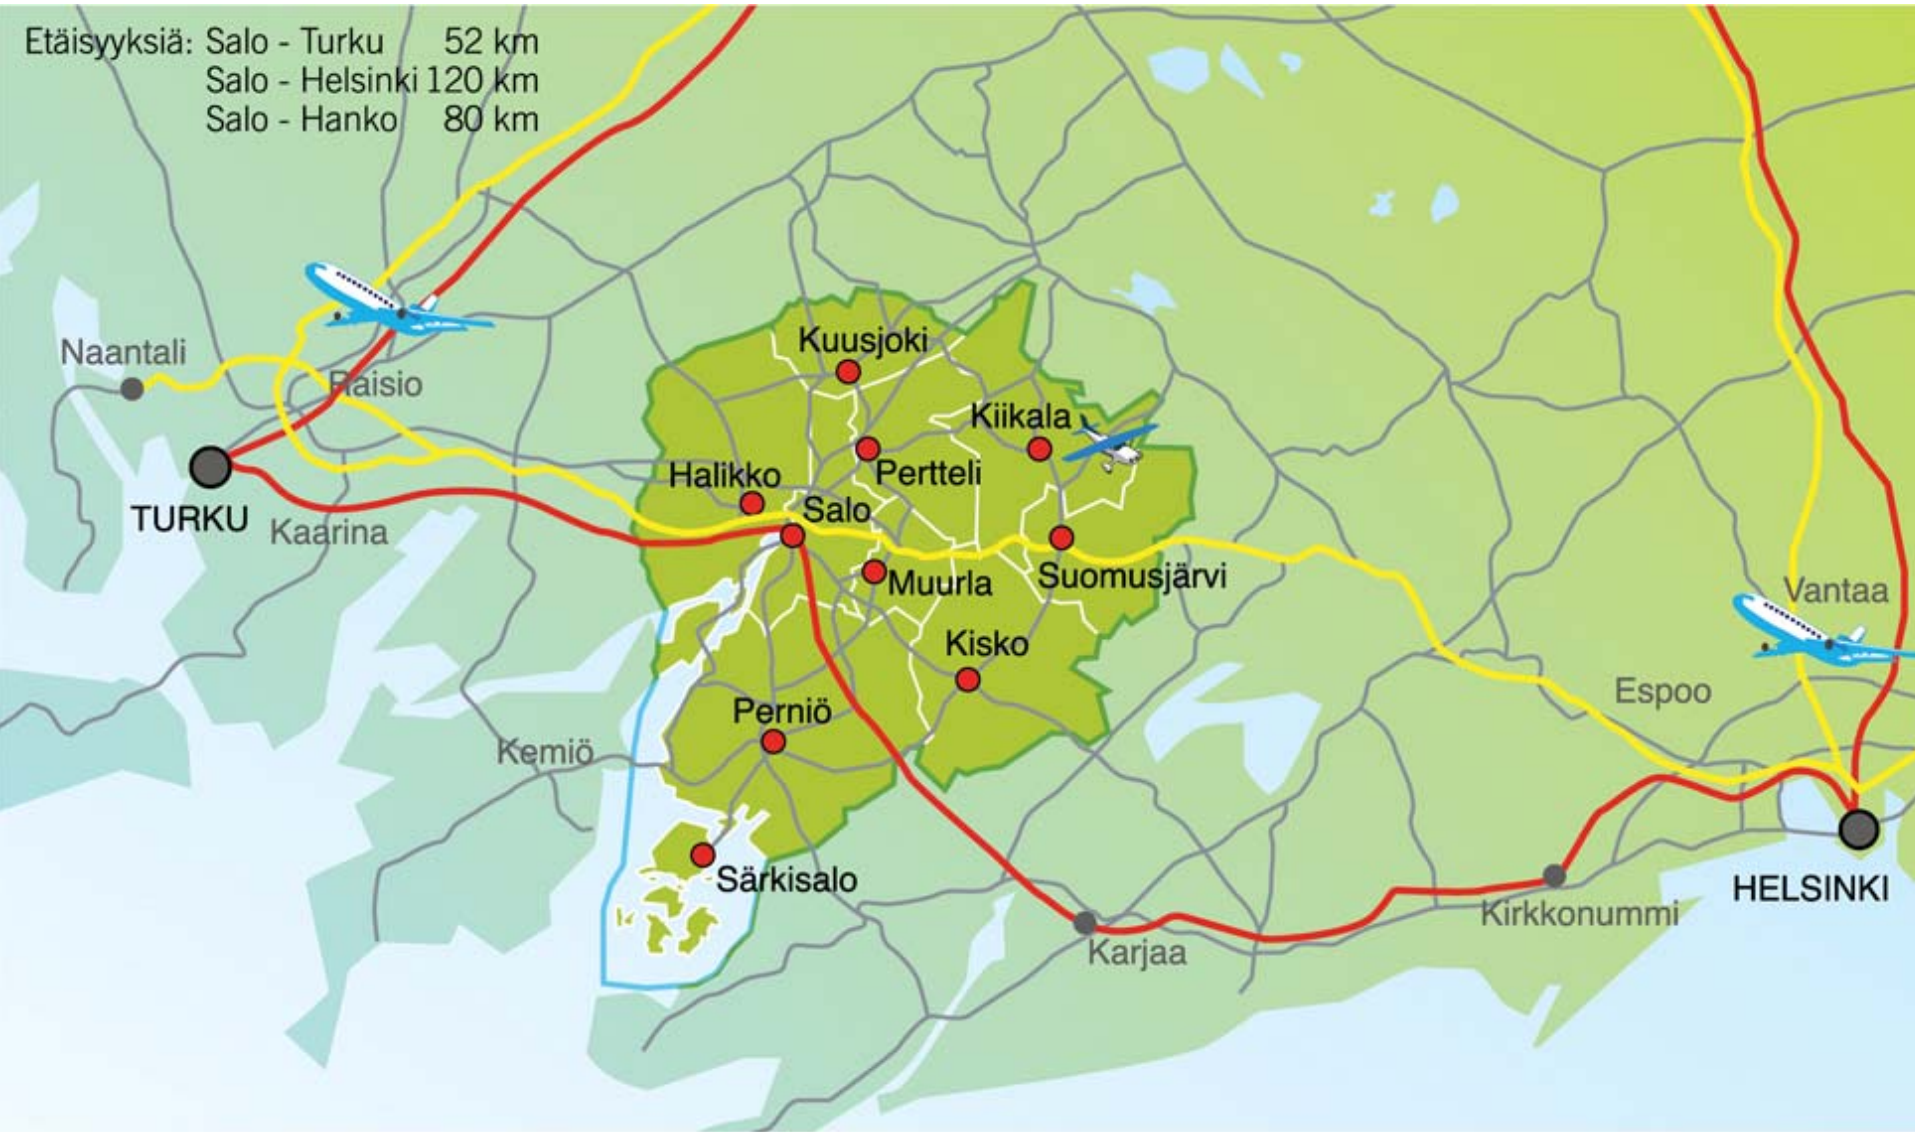 Etäisyyksiä: Salo - Turku 52 km
Salo - Helsinki 120 km
Salo - Hanko 80 km
Kuusjoki
Naantali
Raisio
Kiikala
Halikko
Pertteli
Salo
TURKU
Kaarina
Muurla
Suomusjärvi
Vantaa
Kisko
Espoo
Perniö
Kemiö
Särkisalo
HELSINKI
Kirkkonummi
Karjaa